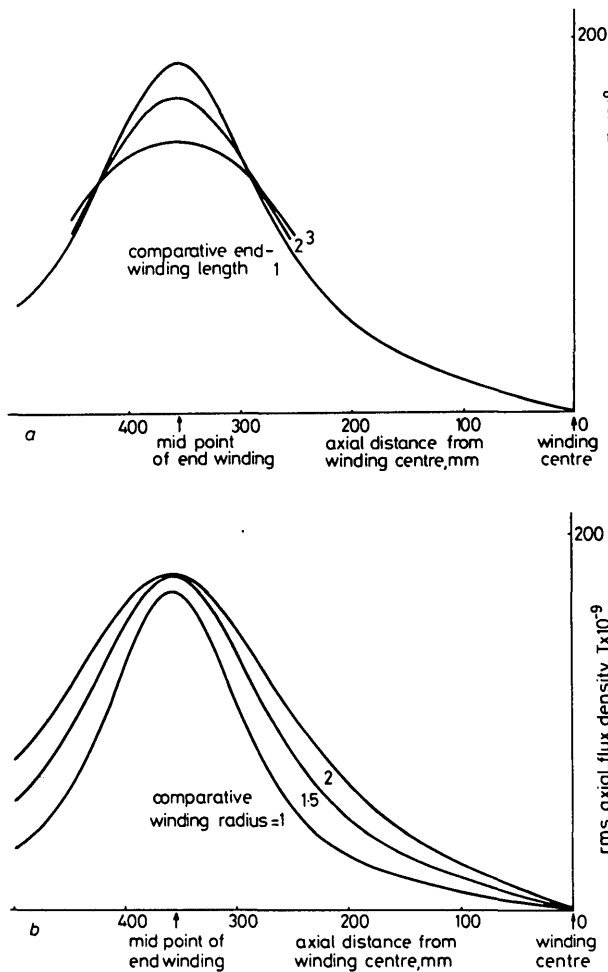 200
2 3
comparative end-
winding length 1
a
400
300
200
100
0
mid point
of end winding
axial distance from
winding centre,mm
winding
centre
200
rms axial flux density T×10⁻⁹
2
1·5
comparative
winding radius=1
b
400
300
200
100
0
mid point of
end winding
axial distance from
winding centre,mm
winding
centre